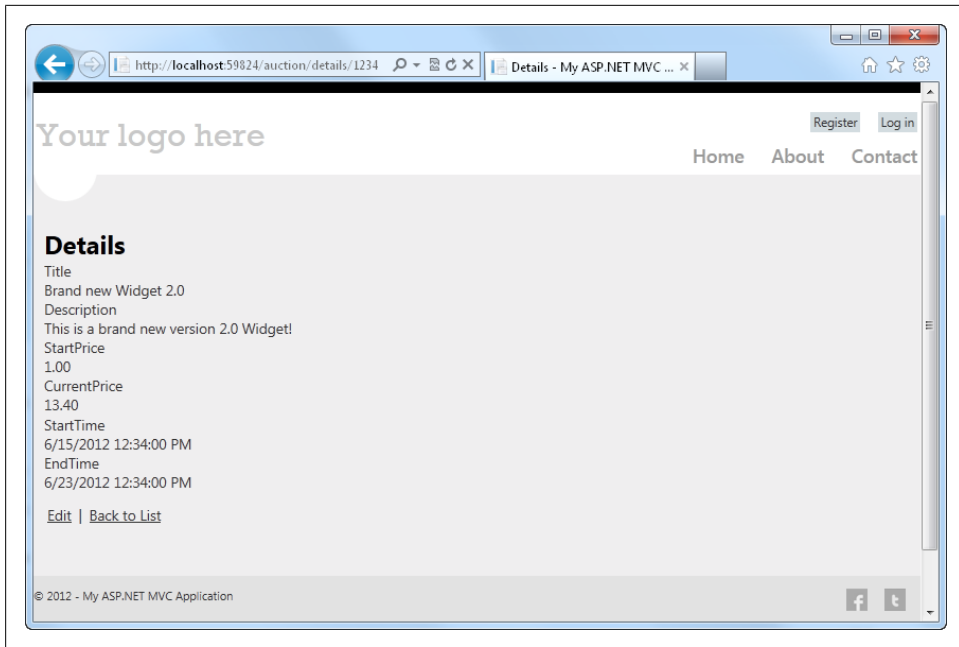 http://localhost:59824/auction/details/1234
Details - My ASP.NET MVC ...
Your logo here
Register Log in
Home About Contact
Details
Title
Brand new Widget 2.0
Description
This is a brand new version 2.0 Widget!
StartPrice
1.00
CurrentPrice
13.40
StartTime
6/15/2012 12:34:00 PM
EndTime
6/23/2012 12:34:00 PM
Edit | Back to List
© 2012 - My ASP.NET MVC Application